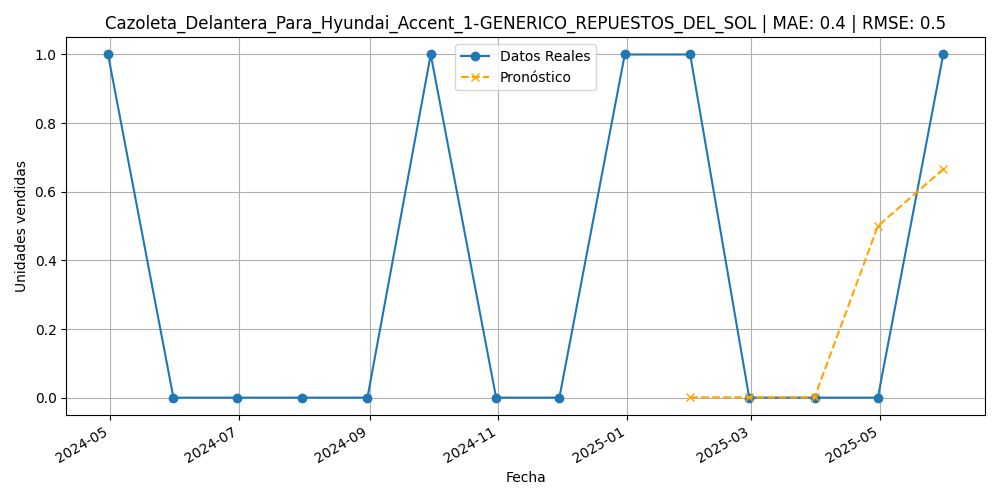 Cazoleta_Delantera_Para_Hyundai_Accent_1-GENERICO_REPUESTOS_DEL_SOL | MAE: 0.4 | RMSE: 0.5
Datos Reales
Pronóstico
Unidades vendidas
1.0
0.8
0.6
0.4
0.2
0.0
2024-05
2024-07
2024-09
2024-11
2025-01
2025-03
2025-05
Fecha